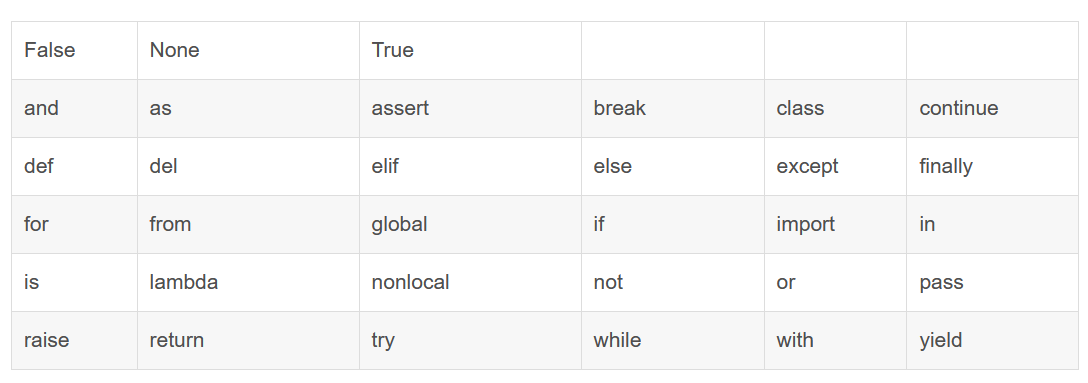 False None True
and as assert break class continue
def del elif else except finally
for from global if import in
is lambda nonlocal not or pass
raise return try while with yield